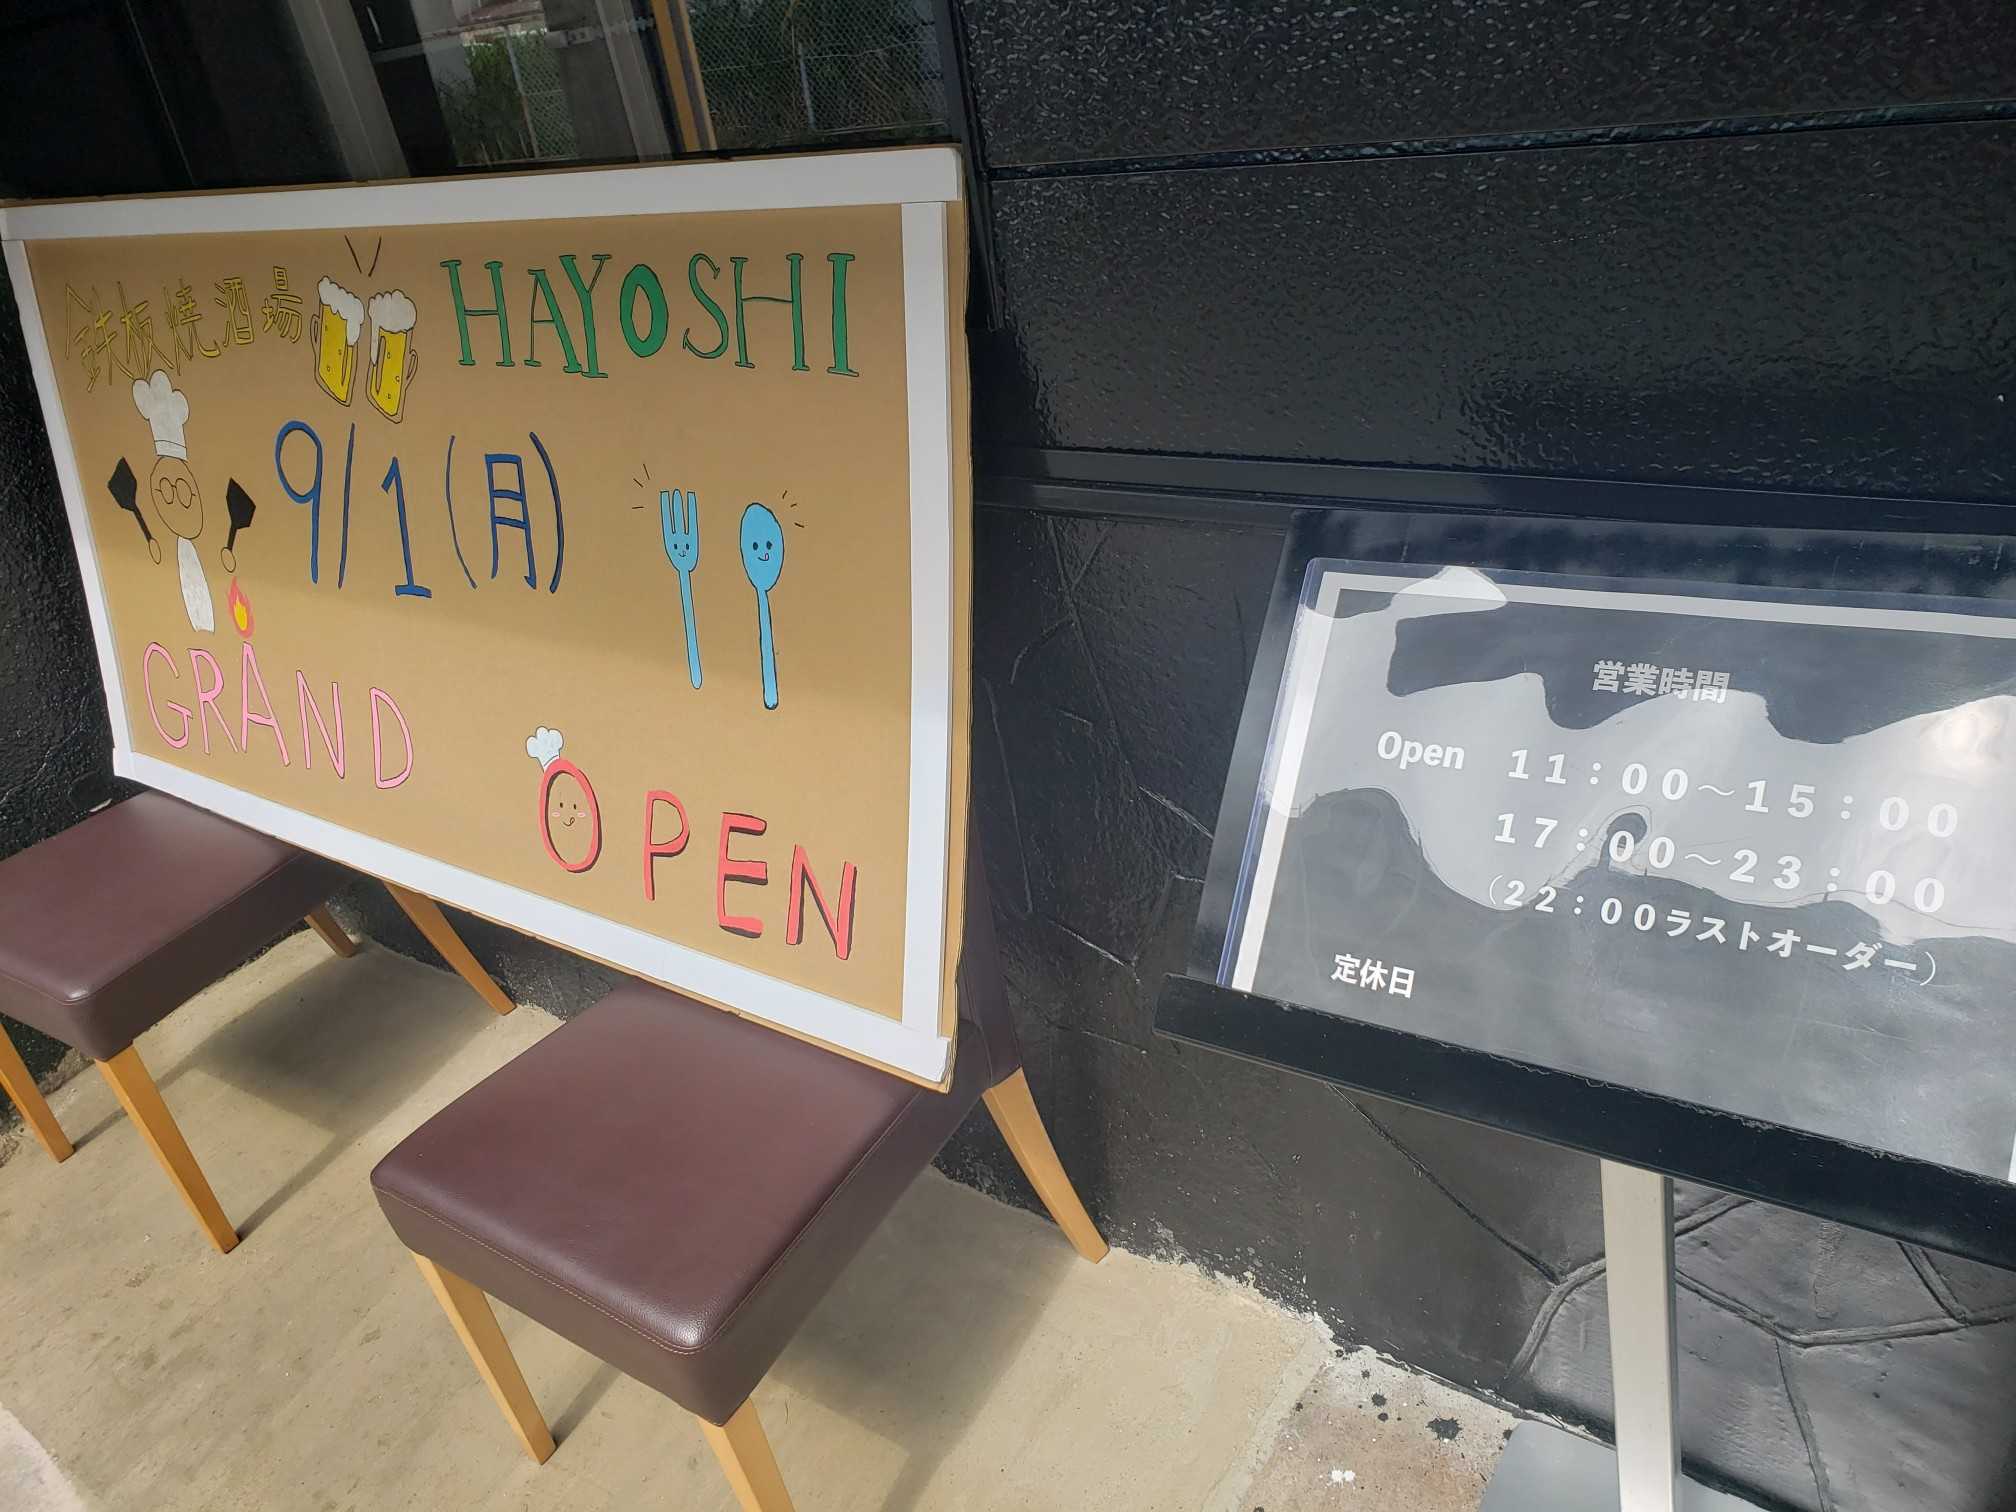 鉄板焼酒場 HAYOSHI
9/1(月)
GRAND
OPEN
営業時間
Open 11：00～15：00
17：00～23：00
（22：00ラストオーダー）
定休日